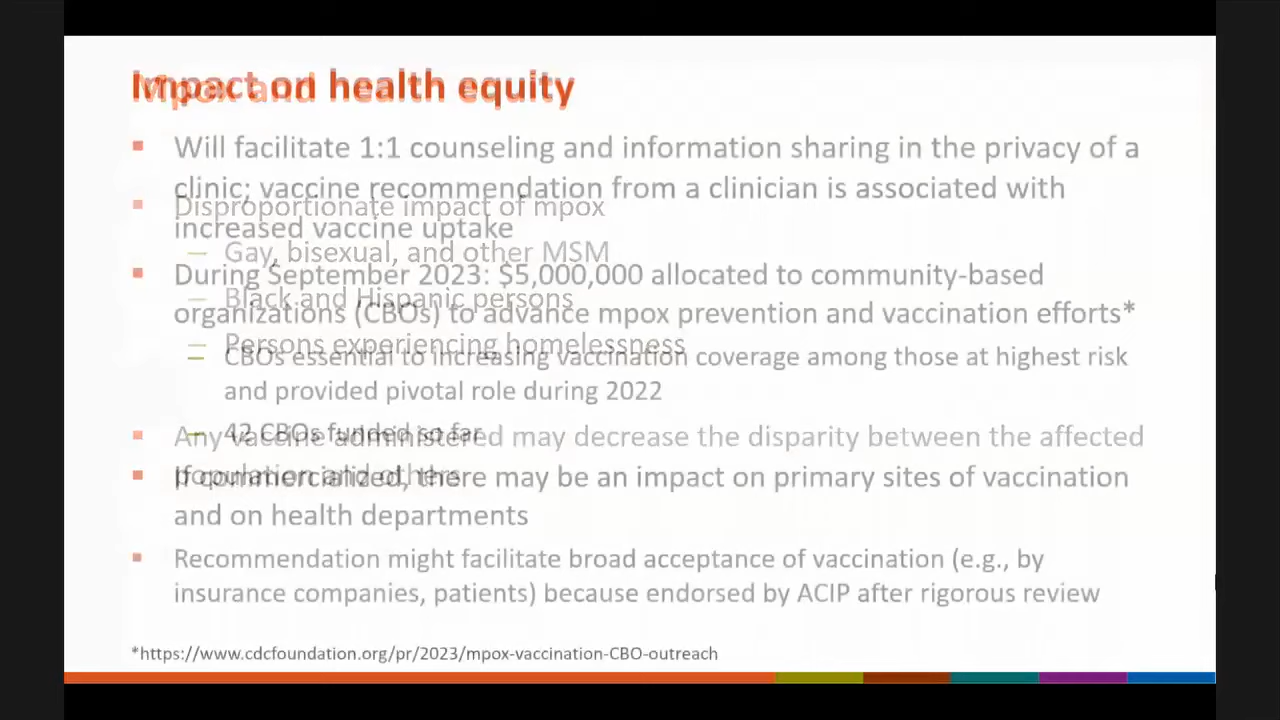 Impact on health equity
Mpox and health equity
Will facilitate 1:1 counseling and information sharing in the privacy of a
clinic; vaccine recommendation from a clinician is associated with
Disproportionate impact of mpox
increased vaccine uptake
— Gay, bisexual, and other MSM
During September 2023: $5,000,000 allocated to community-based
— Black and Hispanic persons
organizations (CBOs) to advance mpox prevention and vaccination efforts*
— Persons experiencing homelessness
— CBOs essential to increasing vaccination coverage among those at highest risk
and provided pivotal role during 2022
— 42 CBOs funded so far
Any vaccine administered may decrease the disparity between the affected
population and others
If commercialized, there may be an impact on primary sites of vaccination
and on health departments
Recommendation might facilitate broad acceptance of vaccination (e.g., by
insurance companies, patients) because endorsed by ACIP after rigorous review
*https://www.cdcfoundation.org/pr/2023/mpox-vaccination-CBO-outreach